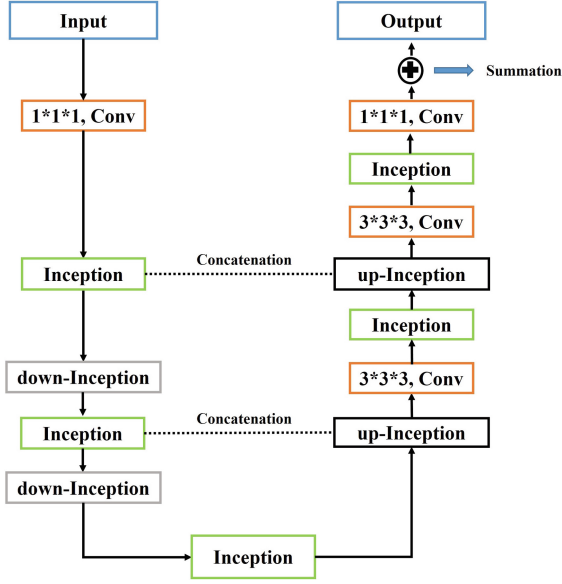 Input
Output
Summation
1*1*1, Conv
1*1*1, Conv
Inception
3*3*3, Conv
Inception
Concatenation
up-Inception
Inception
down-Inception
3*3*3, Conv
Inception
Concatenation
up-Inception
down-Inception
Inception